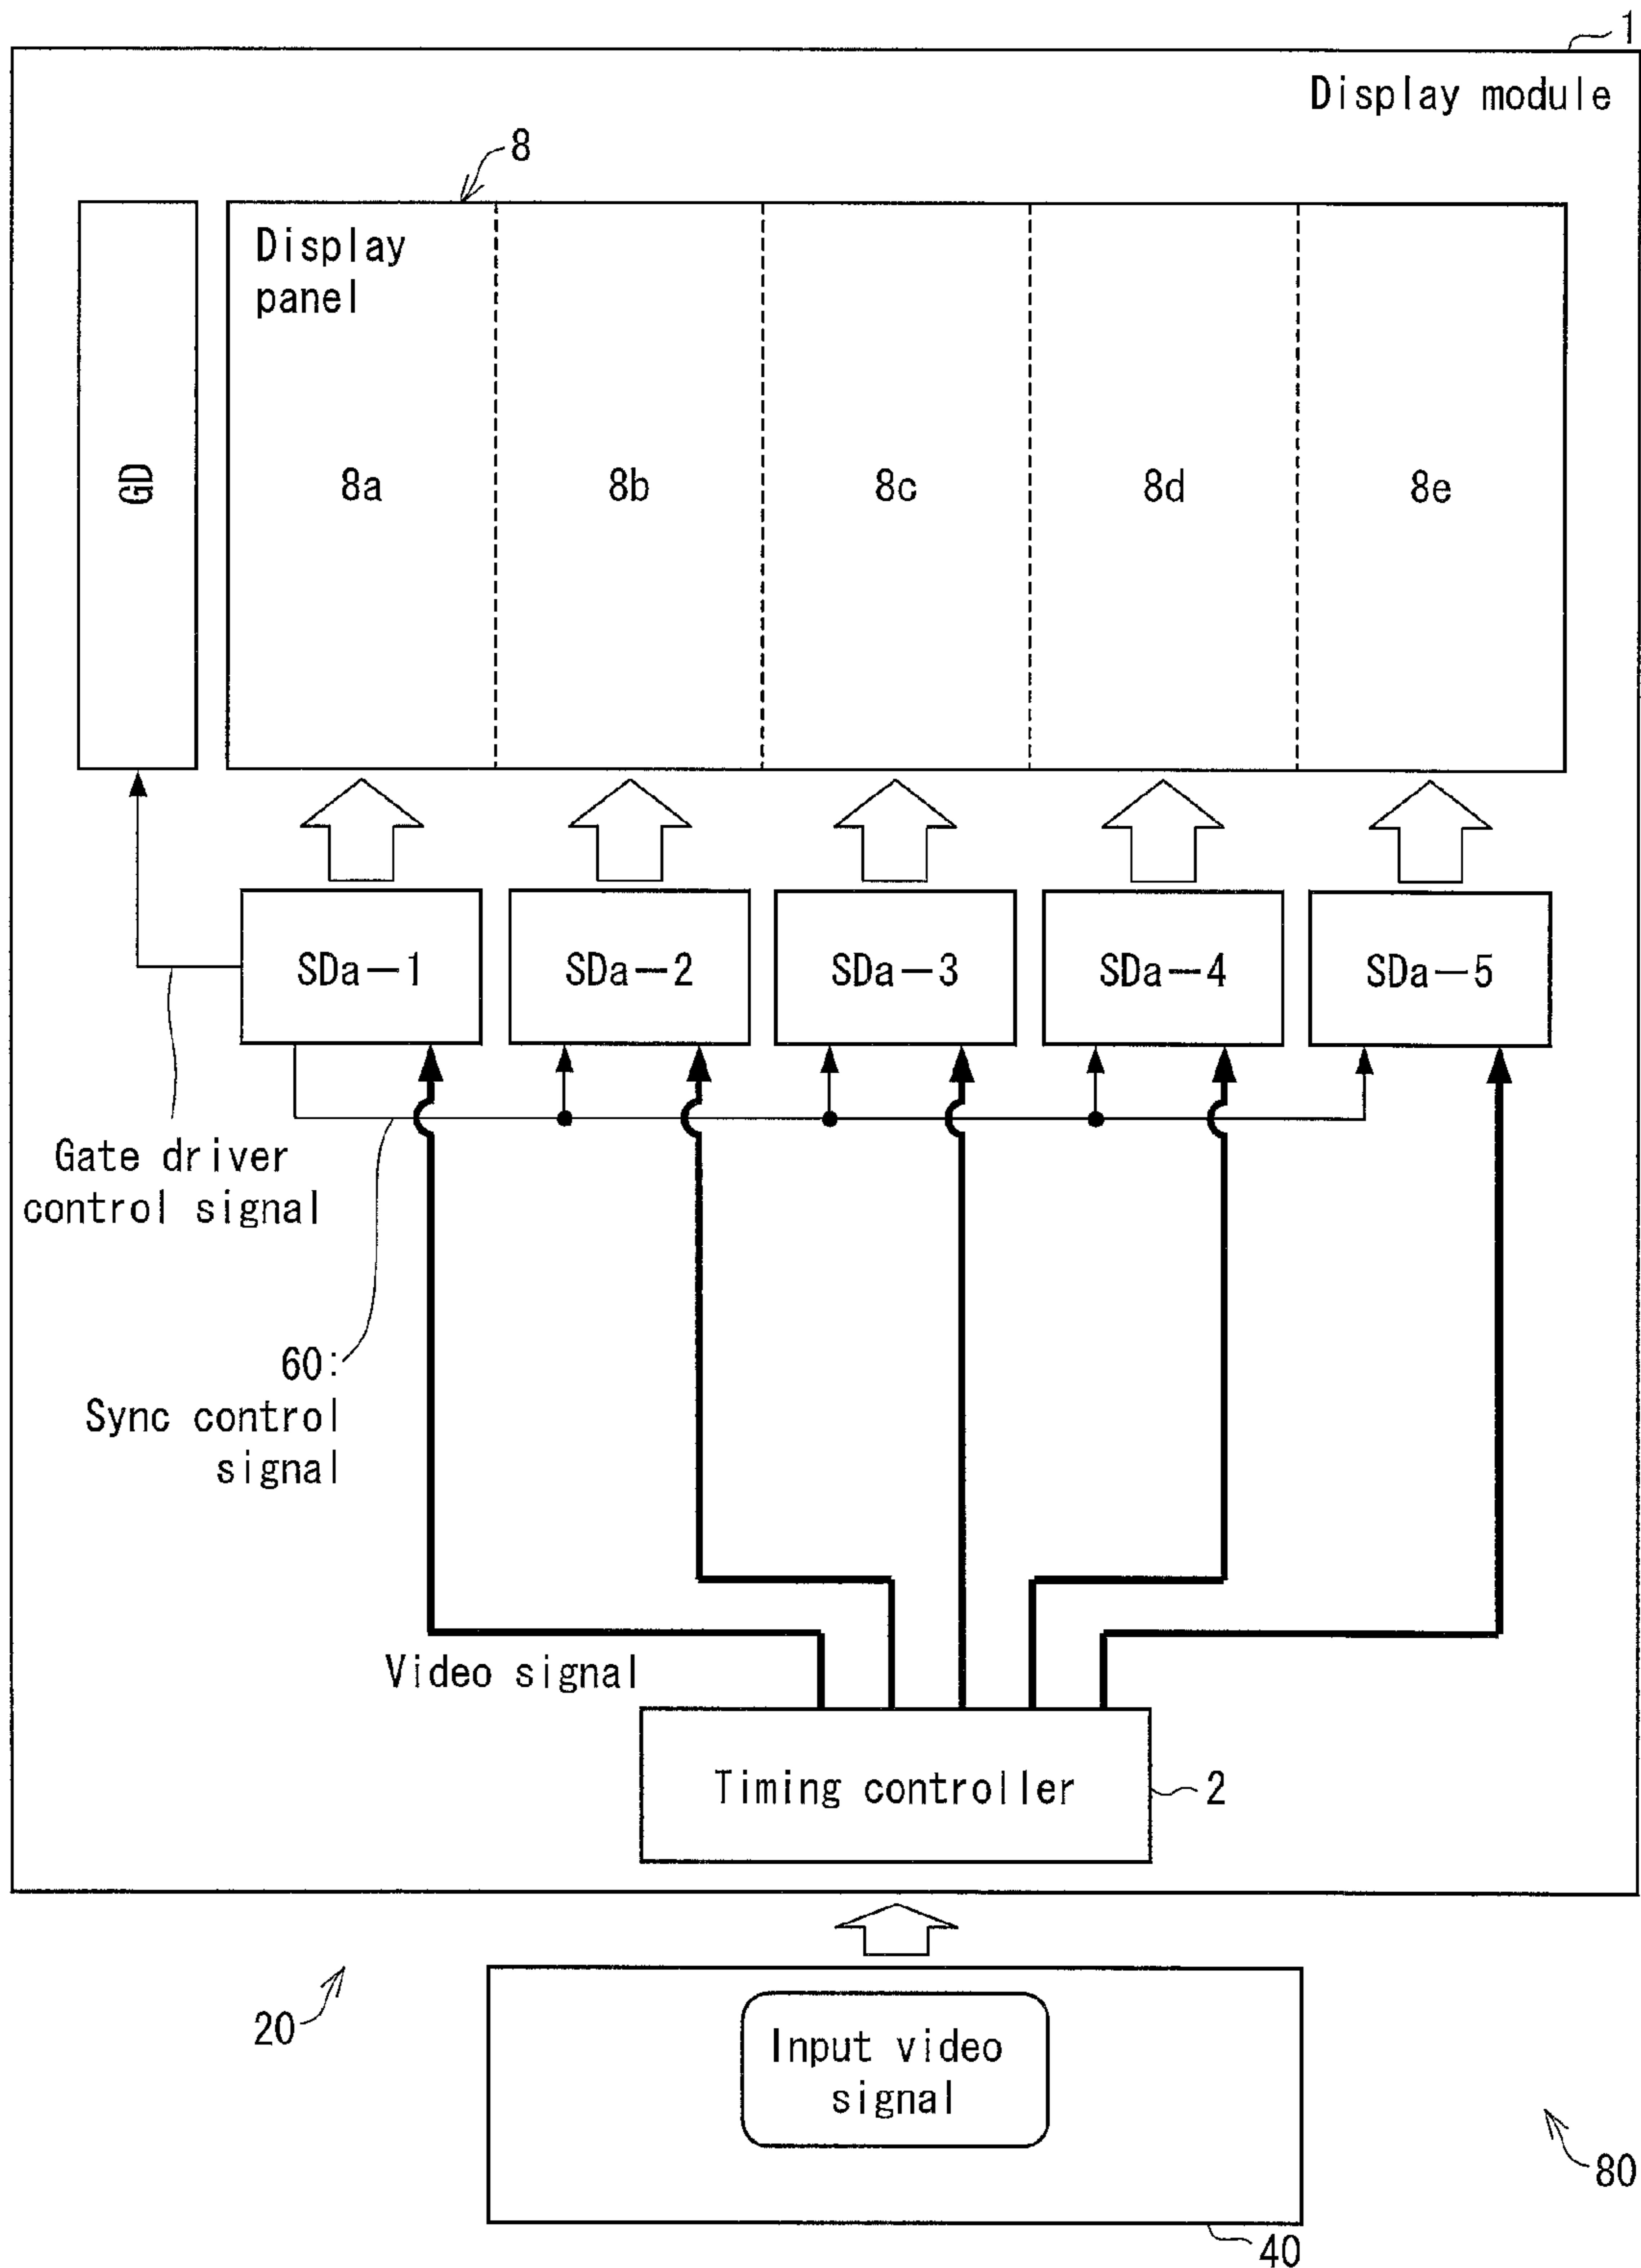 1
Display module
8
Display
panel
GD
8a
8b
8c
8d
8e
SDa－1
SDa－2
SDa－3
SDa－4
SDa－5
Gate driver
control signal
60:
Sync control
signal
Video signal
Timing controller
2
20
Input video
signal
80
40